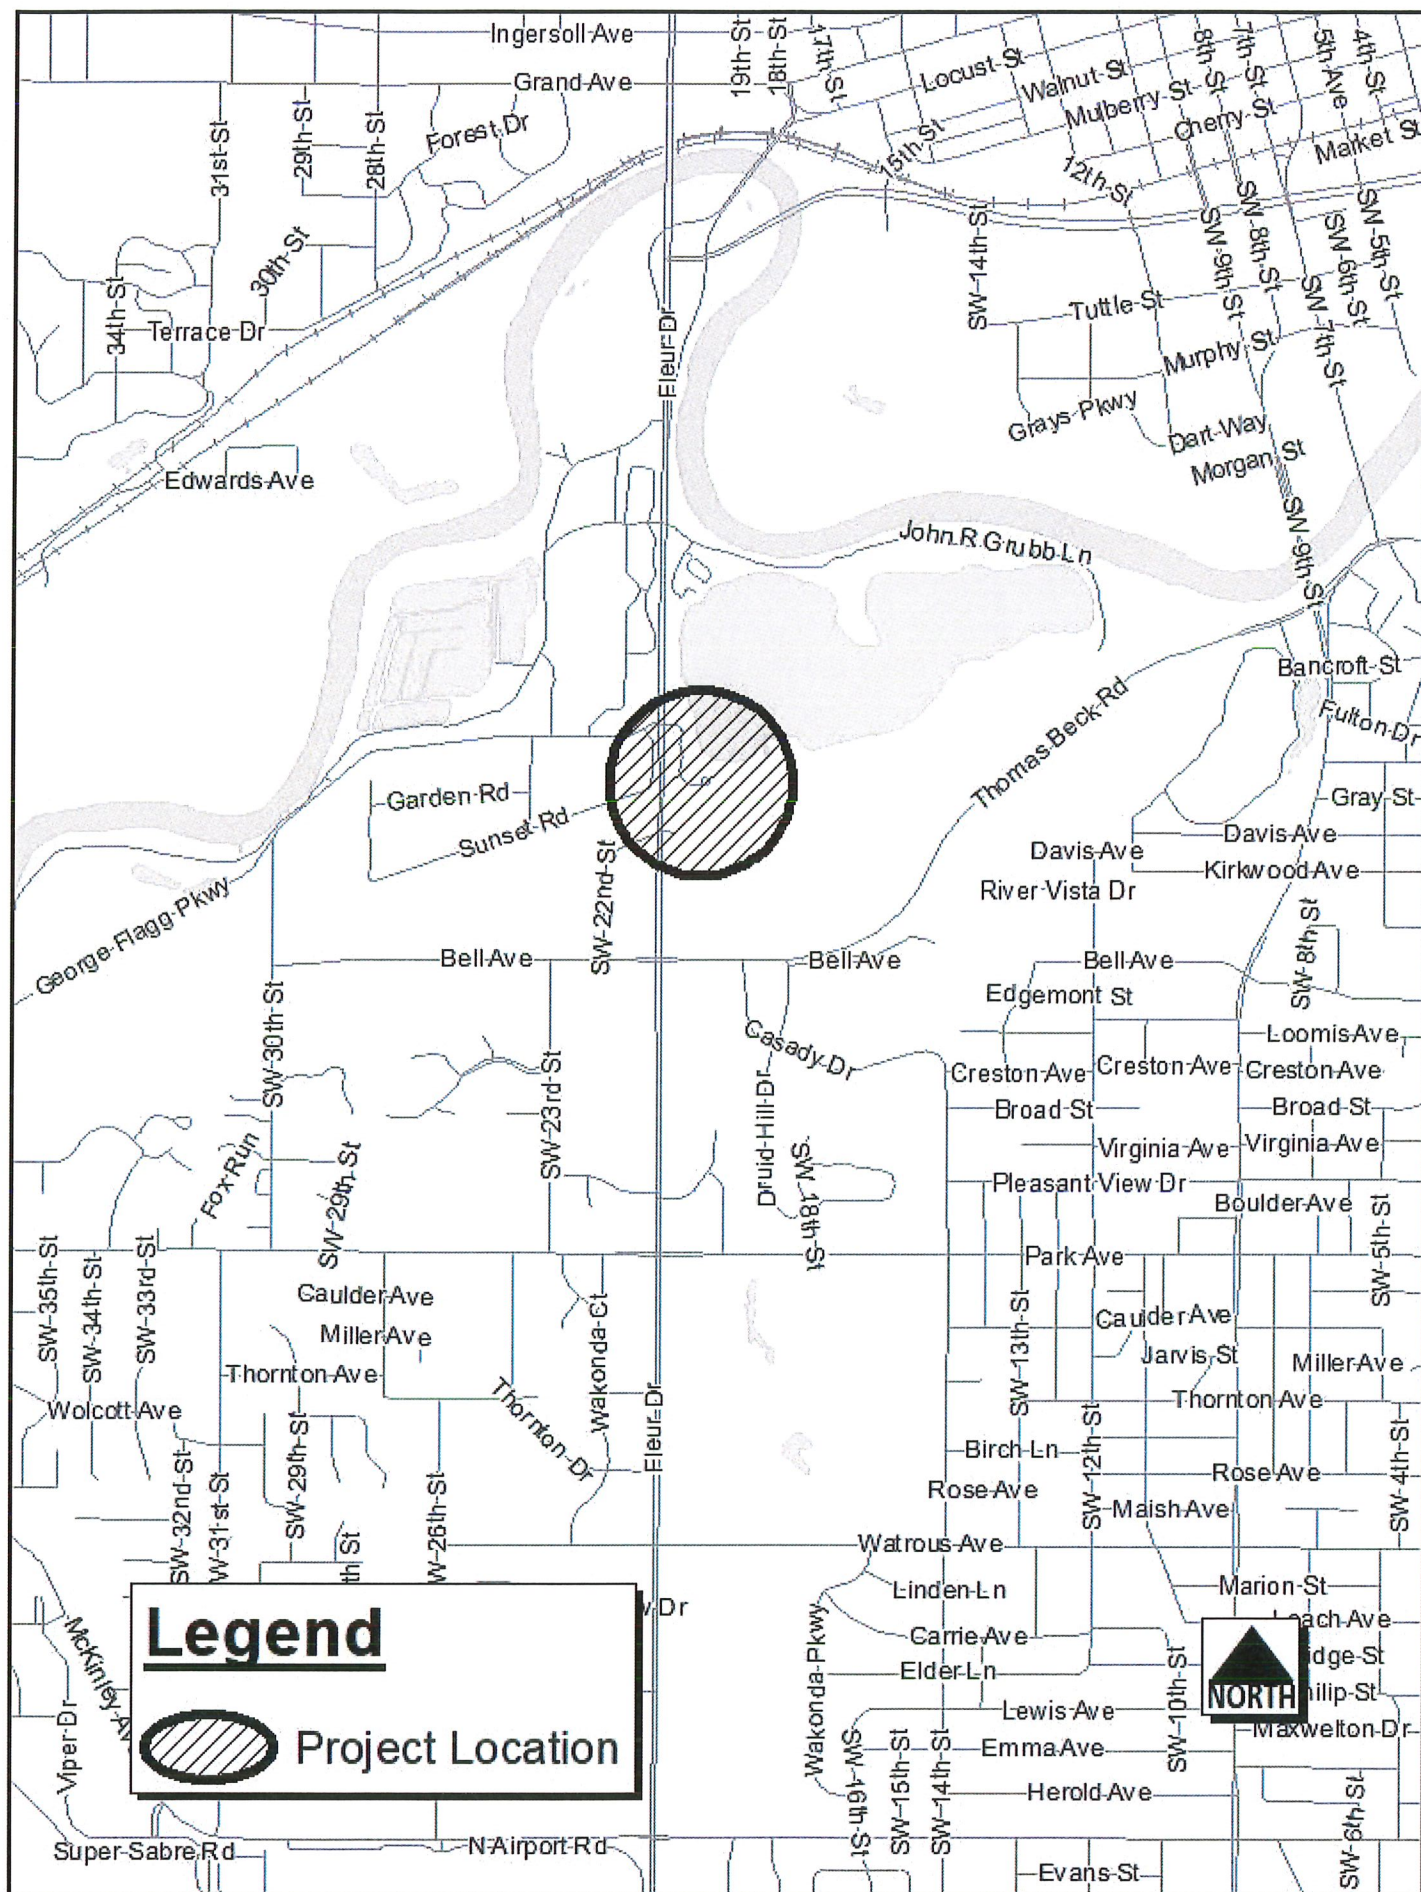 Ingersoll Ave
Grand Ave
19th St
18th St
17th St
Locust St
Walnut St
Mulberry St
Cherry St
Market St
8th St
7th St
5th Ave
4th St
31st St
29th St
28th St
Forest Dr
15th St
12th St
30th St
34th St
Terrace Dr
Fleur Dr
SW 14th St
SW 9th St
SW 8th St
SW 7th St
SW 6th St
SW 5th St
Tuttle St
Murphy St
Grays Pkwy
Dart Way
Morgan St
Edwards Ave
SW 9th St
John R Grubb Ln
Bancroft St
Fulton Dr
Thomas Beck Rd
Garden Rd
Sunset Rd
Gray St
Davis Ave
Davis Ave
Kirkwood Ave
River Vista Dr
George Flagg Pkwy
SW 22nd St
SW 8th St
Bell Ave
Bell Ave
Bell Ave
Edgemont St
SW 30th St
Casady Dr
Loomis Ave
Creston Ave
Creston Ave
Creston Ave
SW 23rd St
Druid Hill Dr
Broad St
Broad St
Fox Run
SW 29th St
SW 18th St
Virginia Ave
Virginia Ave
Pleasant View Dr
Boulder Ave
SW 5th St
Park Ave
SW 35th St
SW 34th St
SW 33rd St
Caulder Ave
Miller Ave
Thornton Ave
Wakonda Ct
SW 13th St
Caulder Ave
Jarvis St
Miller Ave
Thornton Ave
Wolcott Ave
Thornton Dr
Fleur Dr
SW 29th St
SW 32nd St
W 31st St
th St
W 26th St
Birch Ln
SW 12th St
Rose Ave
Rose Ave
SW 4th St
Maish Ave
Watrous Ave
Linden Ln
Marion St
w Dr
Leach Ave
Carrie Ave
idge St
Elder Ln
hilip St
Wakonda Pkwy
Lewis Ave
SW 10th St
Maxwelton Dr
Emma Ave
Herold Ave
SW 16th St
SW 15th St
SW 14th St
SW 6th St
McKinley Av
Viper Dr
Legend
Project Location
NORTH
Super Sabre Rd
N Airport Rd
Evans St